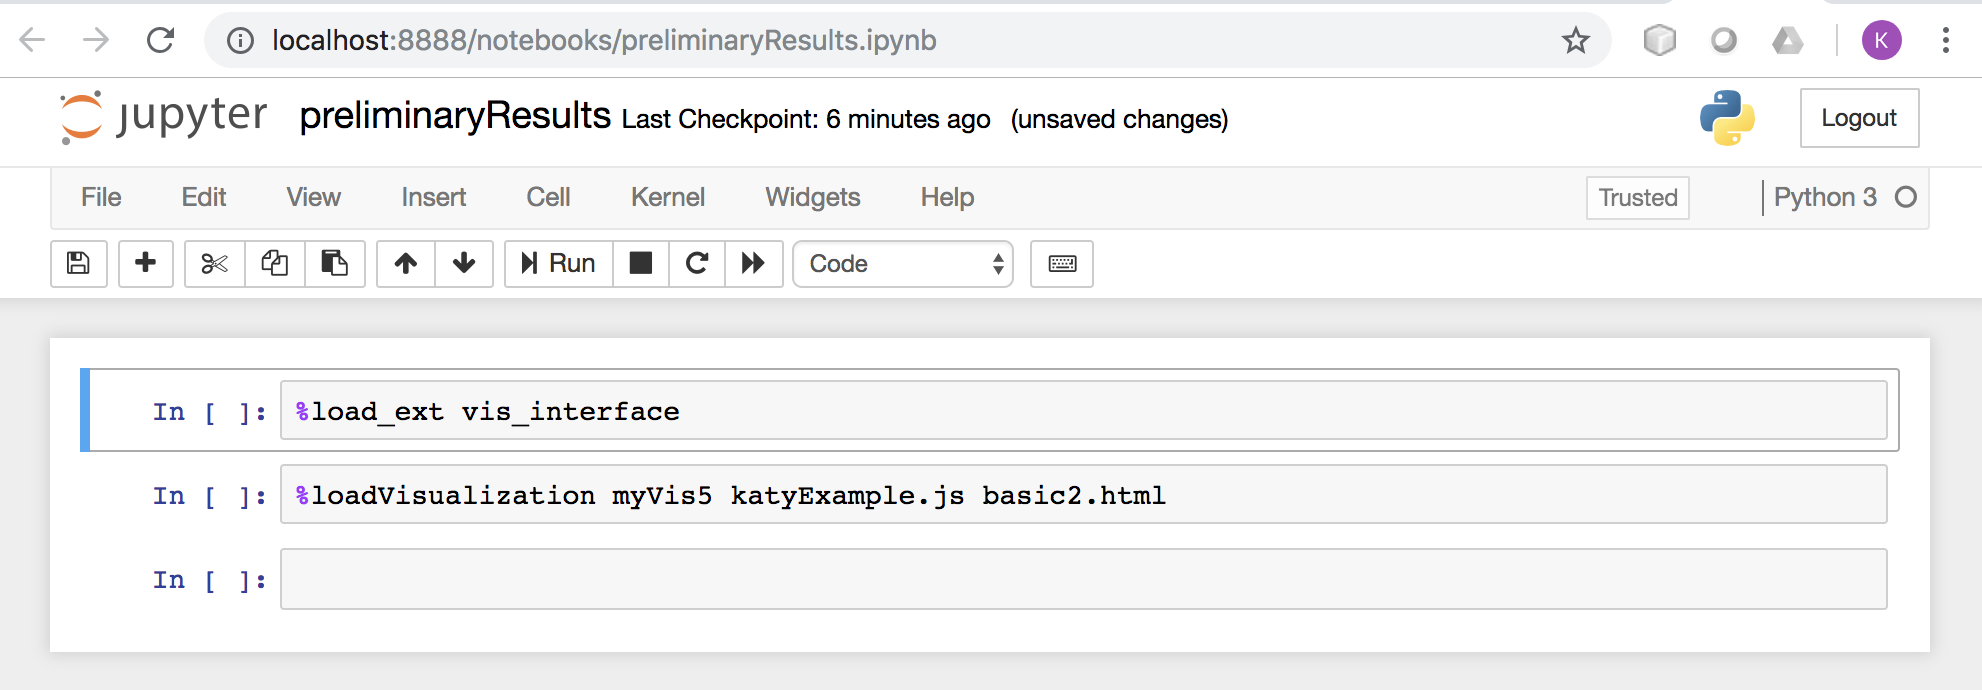 localhost:8888/notebooks/preliminaryResults.ipynb K
jupyter preliminaryResults Last Checkpoint: 6 minutes ago (unsaved changes) Logout
File Edit View Insert Cell Kernel Widgets Help Trusted Python 3
Run Code
In [ ]: %load_ext vis_interface
In [ ]: %loadVisualization myVis5 katyExample.js basic2.html
In [ ]: